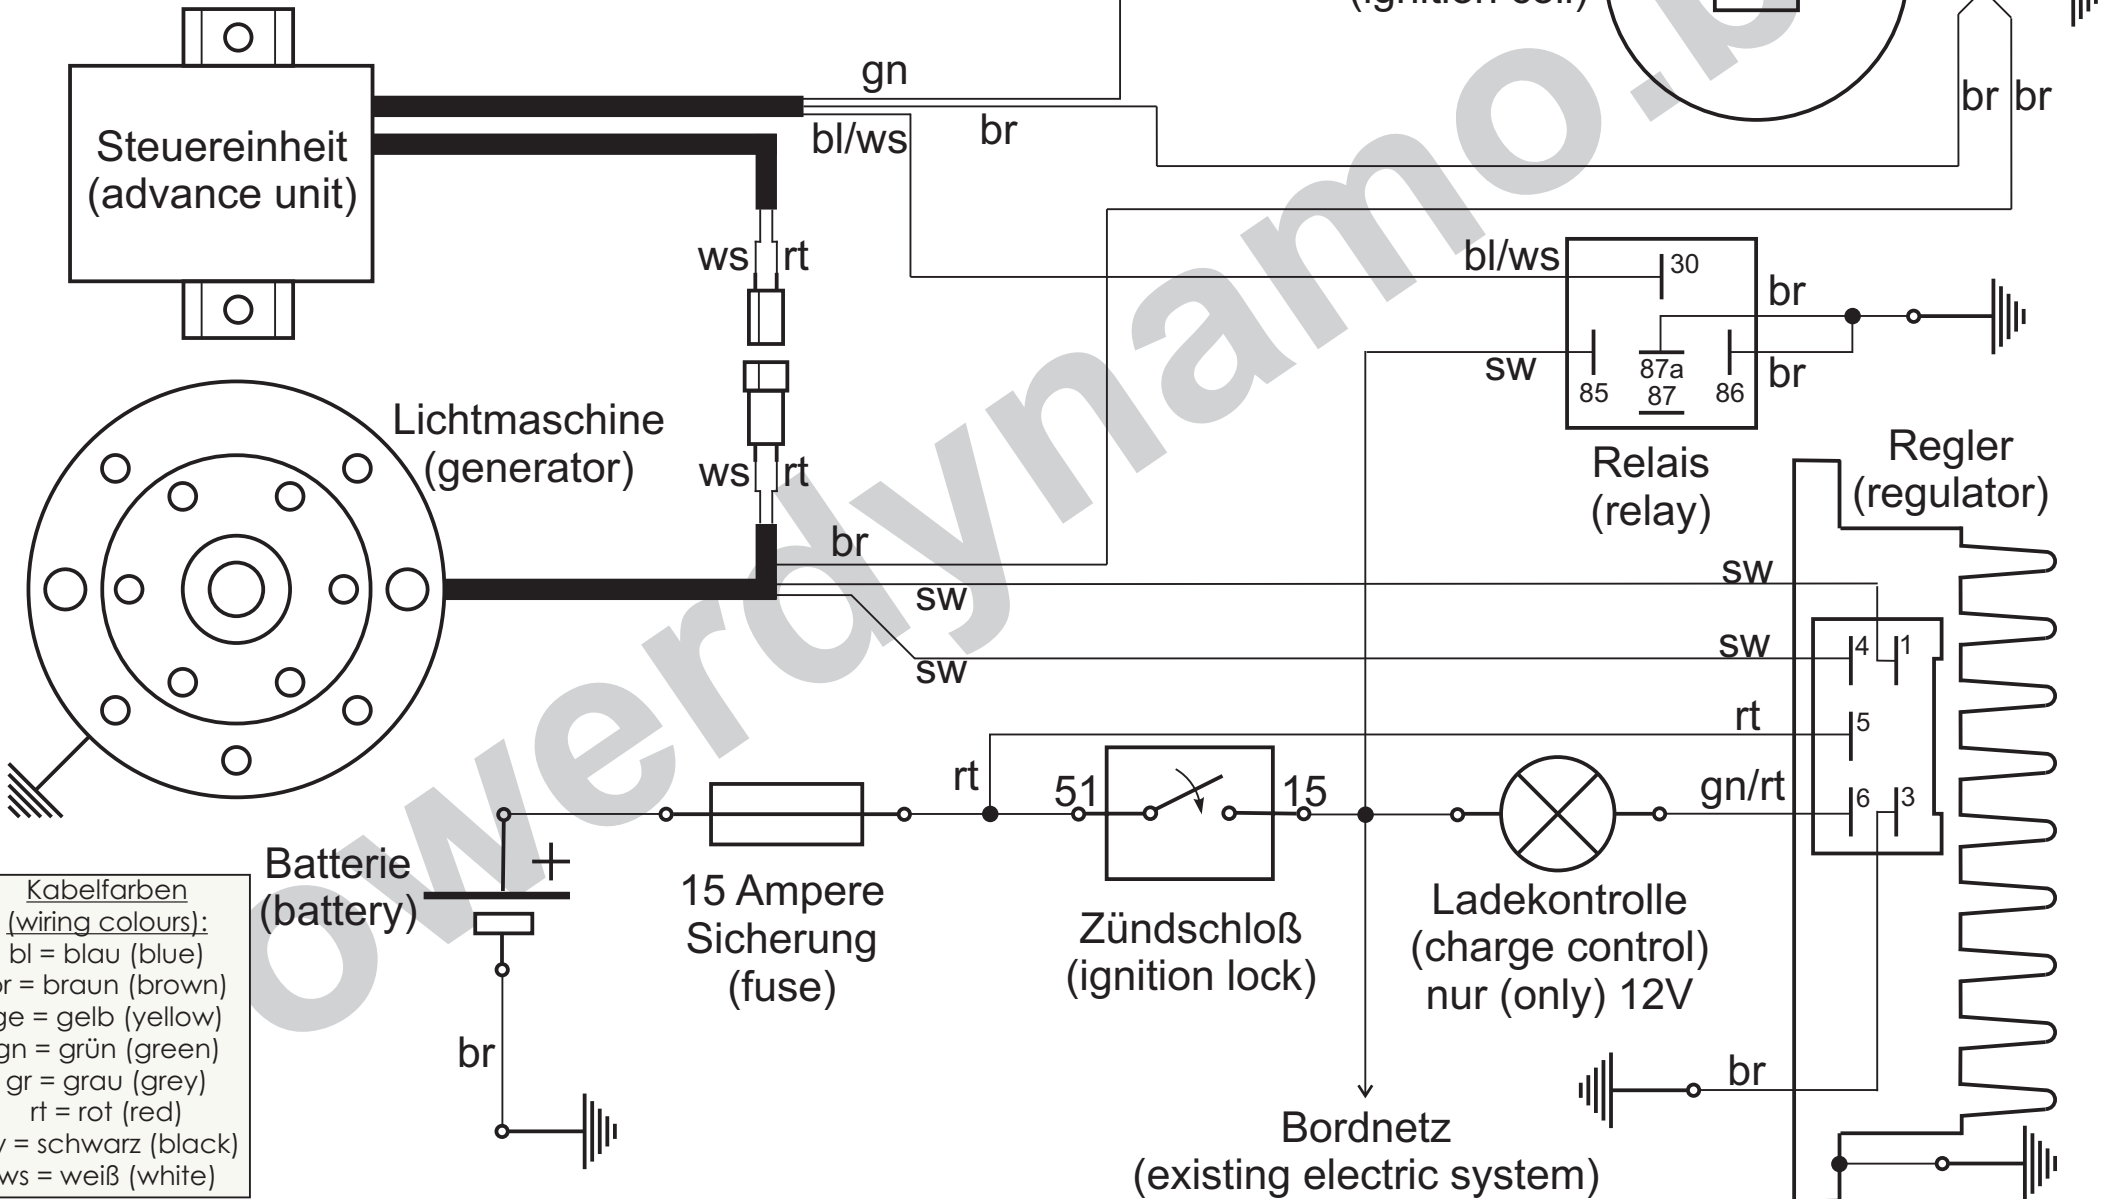 (ignition coil)
gn
bl/ws
br
br
br
Steuereinheit
(advance unit)
ws
rt
bl/ws
30
br
sw
87a
87
85
86
br
Relais
(relay)
Lichtmaschine
(generator)
ws
rt
Regler
(regulator)
br
sw
sw
sw
sw
4
1
rt
5
rt
51
15
gn/rt
6
3
Batterie
(battery)
15 Ampere
Sicherung
(fuse)
Zündschloß
(ignition lock)
Ladekontrolle
(charge control)
nur (only) 12V
br
br
Bordnetz
(existing electric system)
Kabelfarben
(wiring colours):
bl = blau (blue)
br = braun (brown)
ge = gelb (yellow)
gn = grün (green)
gr = grau (grey)
rt = rot (red)
= schwarz (black)
ws = weiß (white)
owerdynamo.b